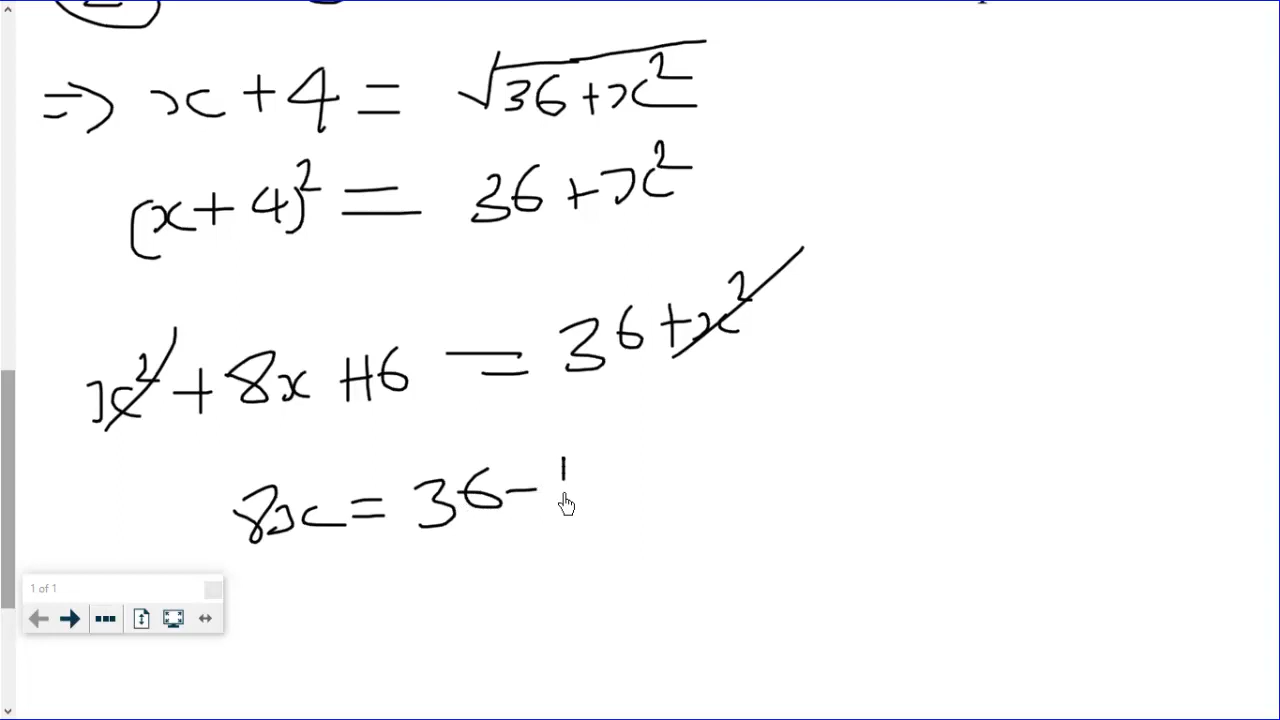 ⇒ x + 4 = √36 + x²
(x + 4)² = 36 + x²
x² + 8x + 16 = 36 + x²
8x = 36 - 1
1 of 1